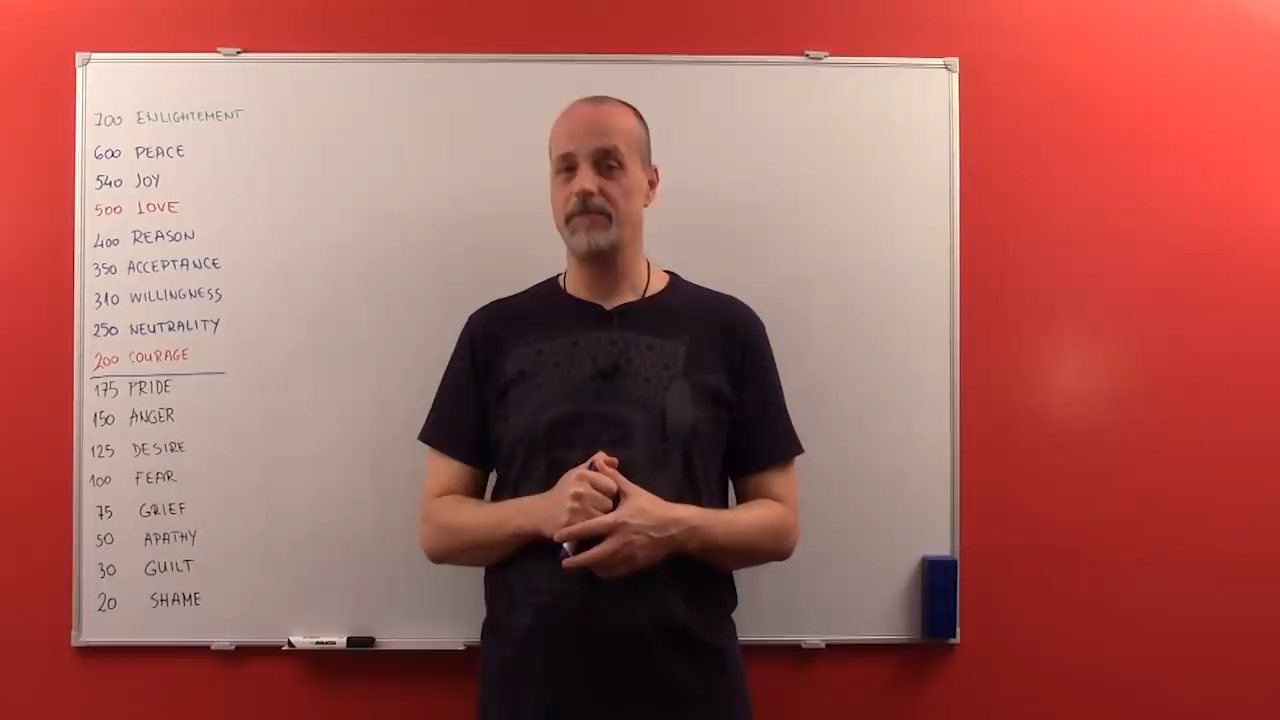 700 ENLIGHTEMENT
600 PEACE
540 JOY
500 LOVE
400 REASON
350 ACCEPTANCE
310 WILLINGNESS
250 NEUTRALITY
200 COURAGE
175 PRIDE
150 ANGER
125 DESIRE
100 FEAR
75 GRIEF
50 APATHY
30 GUILT
20 SHAME